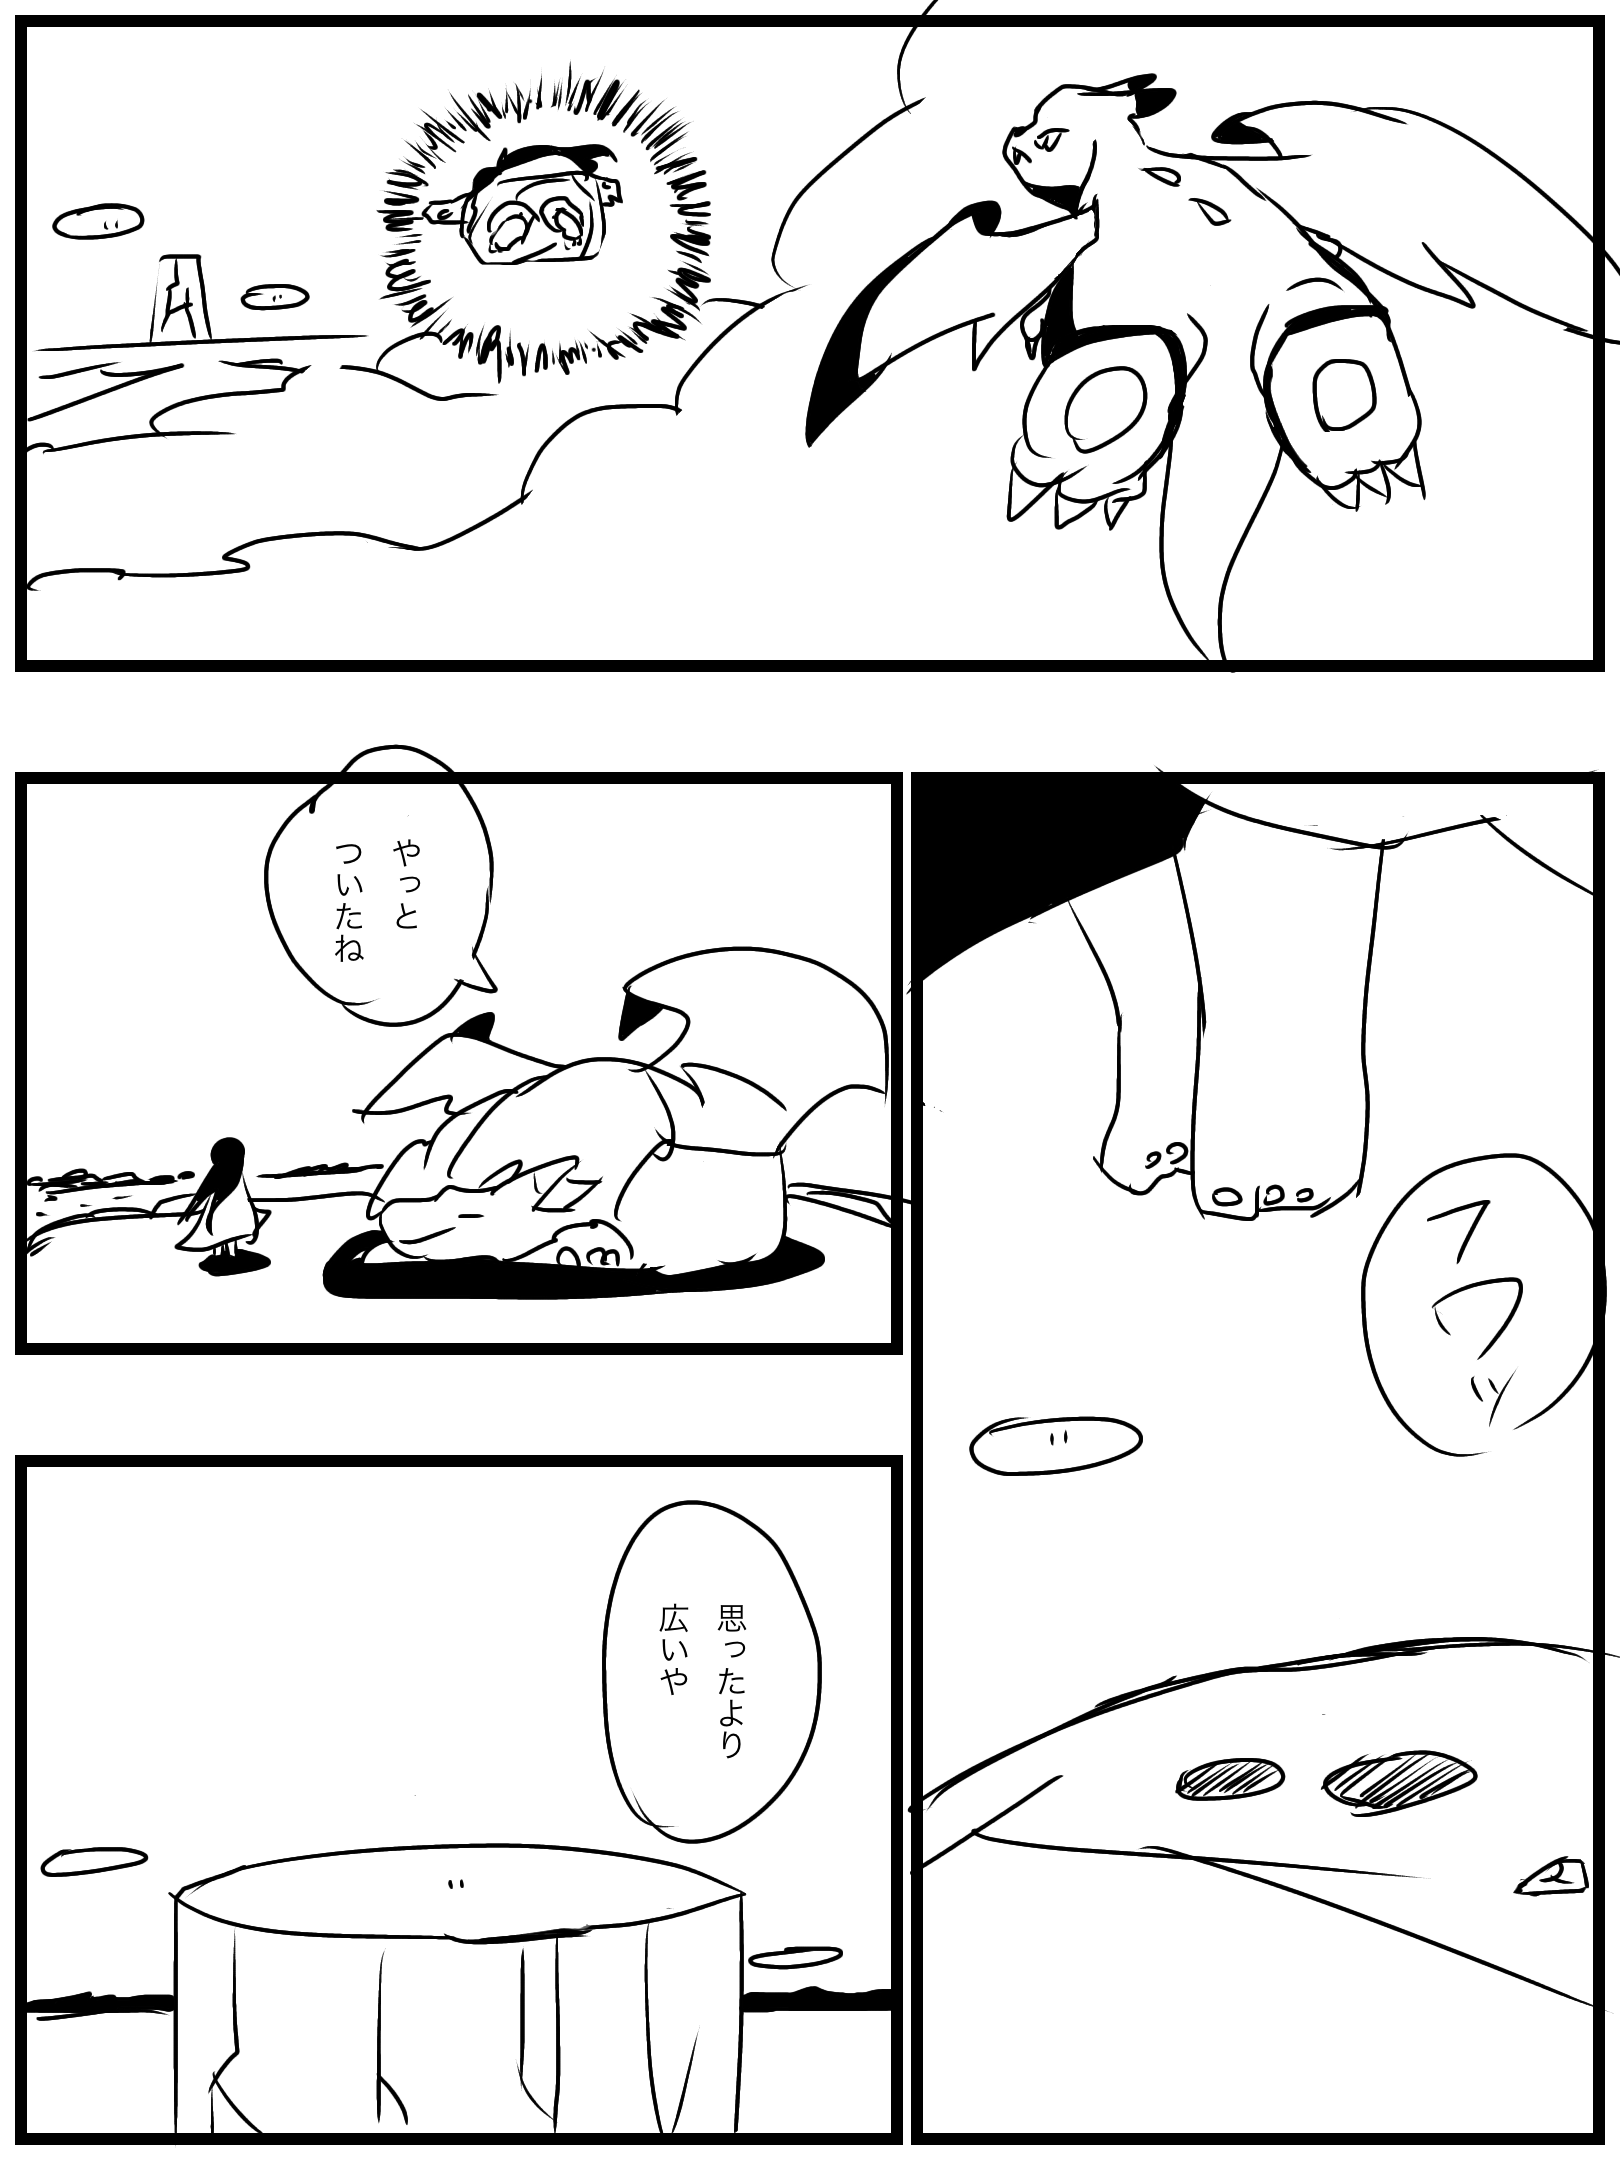 フワッ
やっと
ついたね
思ったより
広いや